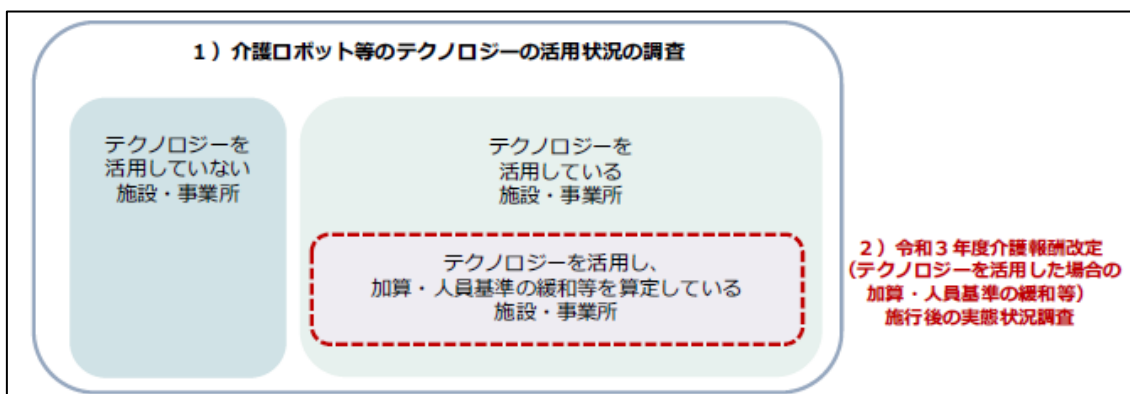 1)介護ロボット等のテクノロジーの活用状況の調査
テクノロジーを
活用していない
施設・事業所
テクノロジーを
活用している
施設・事業所
テクノロジーを活用し、
加算・人員基準の緩和等を算定している
施設・事業所
2)令和3年度介護報酬改定
(テクノロジーを活用した場合の
加算・人員基準の緩和等)
施行後の実態状況調査